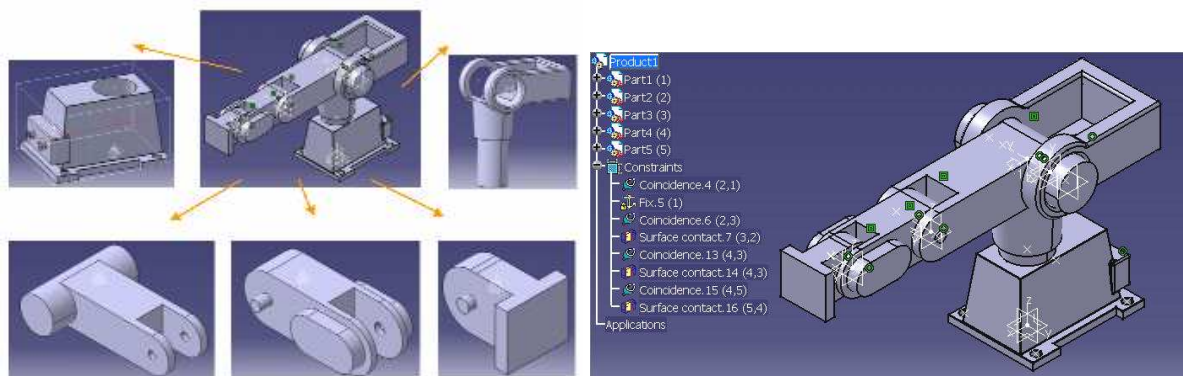 Product1
Part1 (1)
Part2 (2)
Part3 (3)
Part4 (4)
Part5 (5)
Constraints
Coincidence.4 (2,1)
Fix.5 (1)
Coincidence.6 (2,3)
Surface contact.7 (3,2)
Coincidence.13 (4,3)
Surface contact.14 (4,3)
Coincidence.15 (4,5)
Surface contact.16 (5,4)
Applications